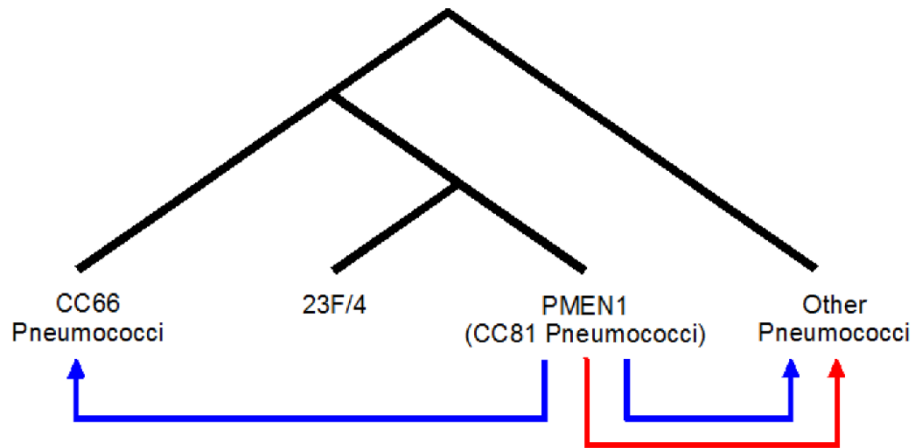 CC66
Pneumococci
23F/4
PMEN1
(CC81 Pneumococci)
Other
Pneumococci